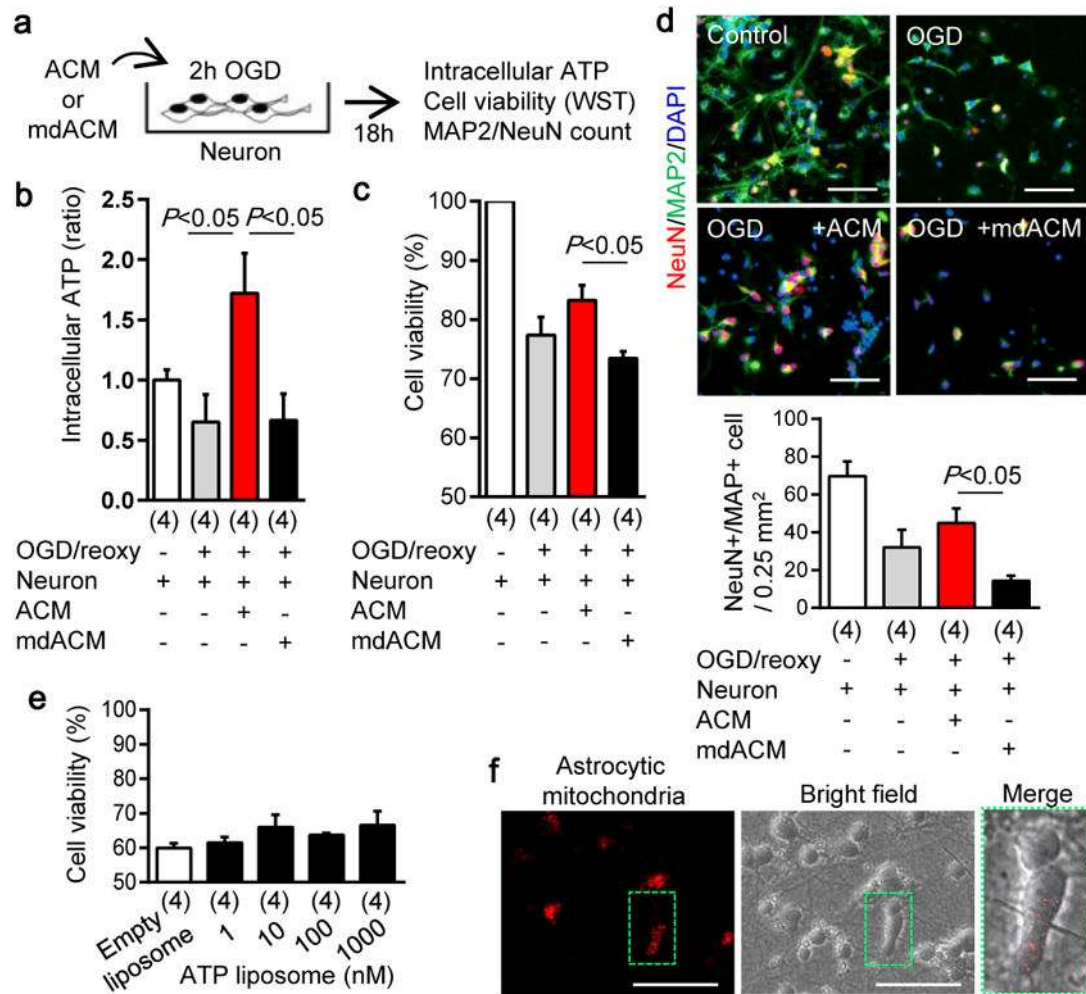 a
ACM
or
mdACM
2h OGD
Neuron
18h
Intracellular ATP
Cell viability (WST)
MAP2/NeuN count
b
Intracellular ATP (ratio)
2.5
2.0
1.5
1.0
0.5
0.0
P<0.05 P<0.05
(4) (4) (4) (4)
OGD/reoxy - + + +
Neuron + + + +
ACM - - + -
mdACM - - - +
c
Cell viability (%)
100
90
80
70
60
50
P<0.05
(4) (4) (4) (4)
OGD/reoxy - + + +
Neuron + + + +
ACM - - + -
mdACM - - - +
d
NeuN/MAP2/DAPI
Control
OGD
OGD +ACM
OGD +mdACM
NeuN+/MAP+ cell
/ 0.25 mm²
100
80
60
40
20
0
P<0.05
(4) (4) (4) (4)
OGD/reoxy - + + +
Neuron + + + +
ACM - - + -
mdACM - - - +
e
Cell viability (%)
100
90
80
70
60
50
(4) (4) (4) (4) (4)
Empty
liposome
1 10 100 1000
ATP liposome (nM)
f
Astrocytic
mitochondria
Bright field
Merge